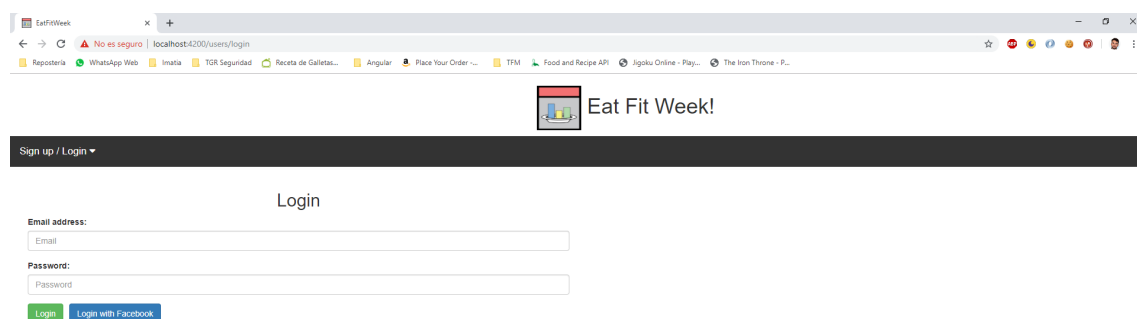 EatFitWeek
No es seguro | localhost:4200/users/login
Repostería WhatsApp Web Imatia TGR Seguridad Receta de Galletas... Angular Place Your Order -... TFM Food and Recipe API Jigoku Online - Play... The Iron Throne - P...
Eat Fit Week!
Sign up / Login
Login
Email address:
Email
Password:
Password
Login Login with Facebook